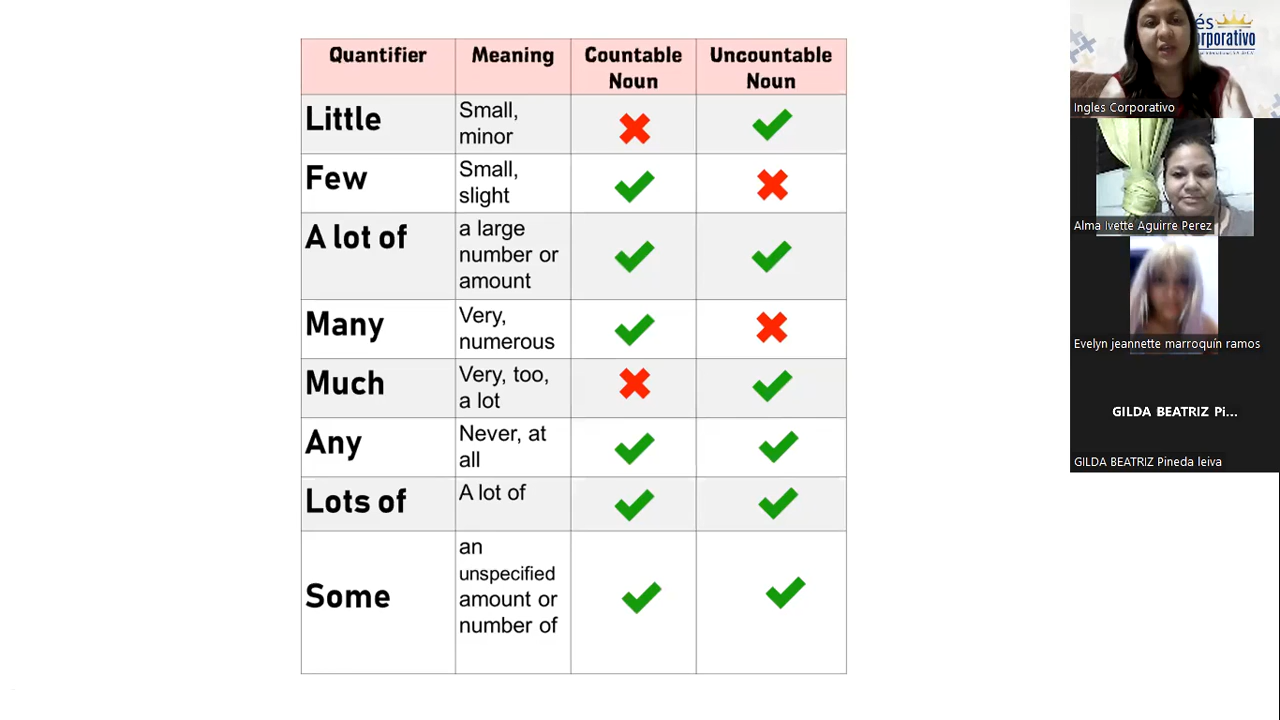 Quantifier Meaning Countable Noun Uncountable Noun
Little Small, minor
Few Small, slight
A lot of a large number or amount
Many Very, numerous
Much Very, too, a lot
Any Never, at all
Lots of A lot of
Some an unspecified amount or number of
Ingles Corporativo
Alma Ivette Aguirre Perez
Evelyn jeannette marroquín ramos
GILDA BEATRIZ Pi...
GILDA BEATRIZ Pineda leiva